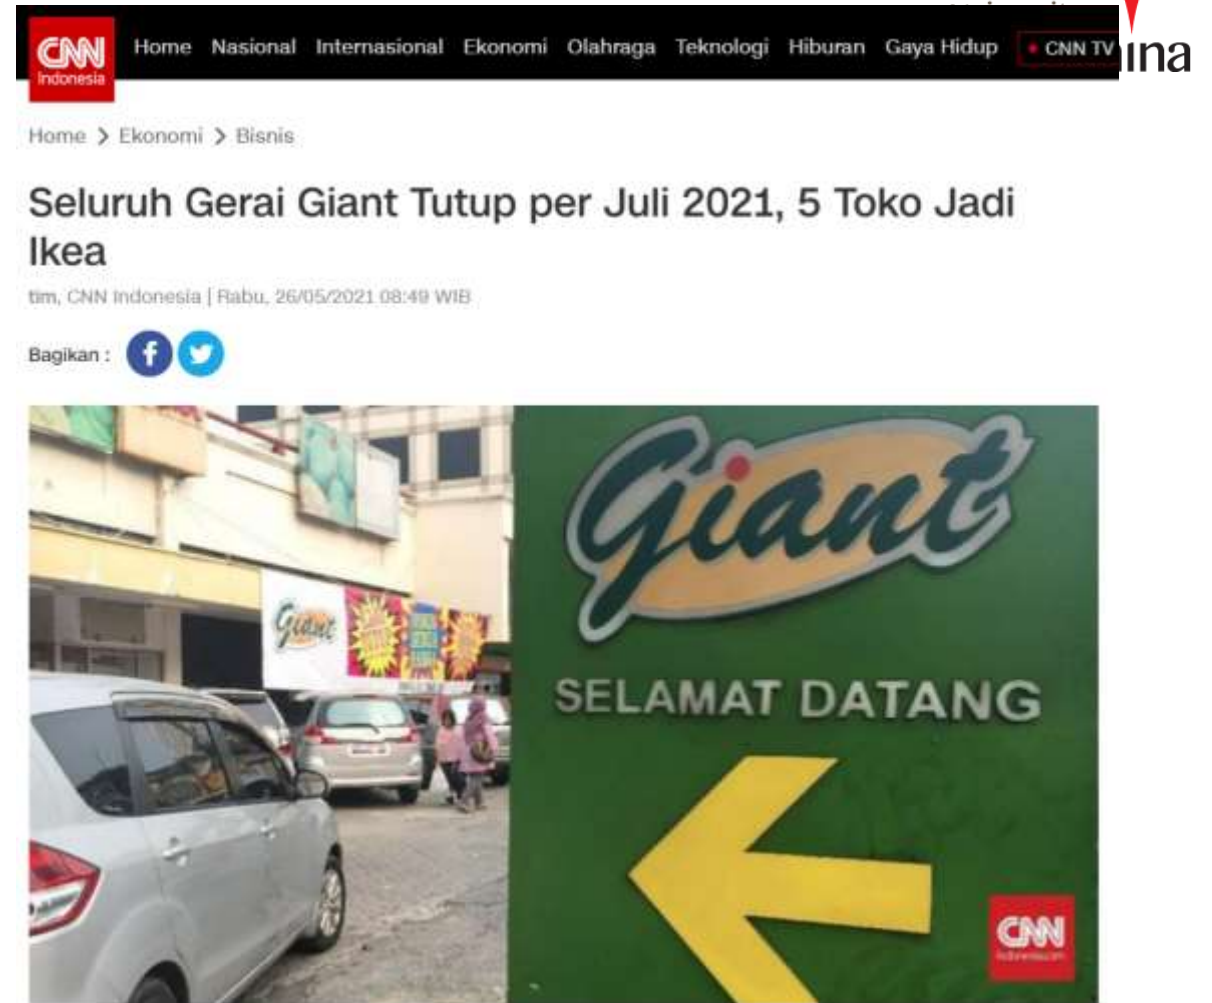 CNN
Indonesia
Home Nasional Internasional Ekonomi Olahraga Teknologi Hiburan Gaya Hidup CNN TV
ina
Home > Ekonomi > Bisnis
Seluruh Gerai Giant Tutup per Juli 2021, 5 Toko Jadi
Ikea
tim, CNN Indonesia | Rabu, 26/05/2021 08:49 WIB
Bagikan :
Giant
Giant
SELAMAT DATANG
CNN